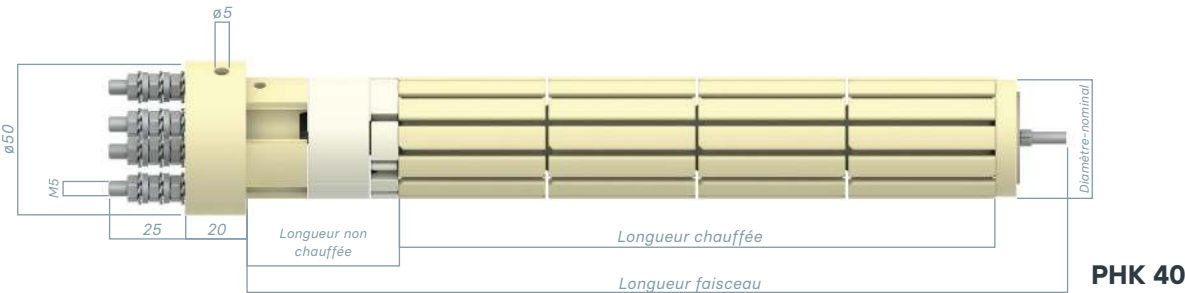 ø5
ø50
M5
25
20
Longueur non
chauffée
Longueur chauffée
Longueur faisceau
Diamètre-nominal
PHK 40